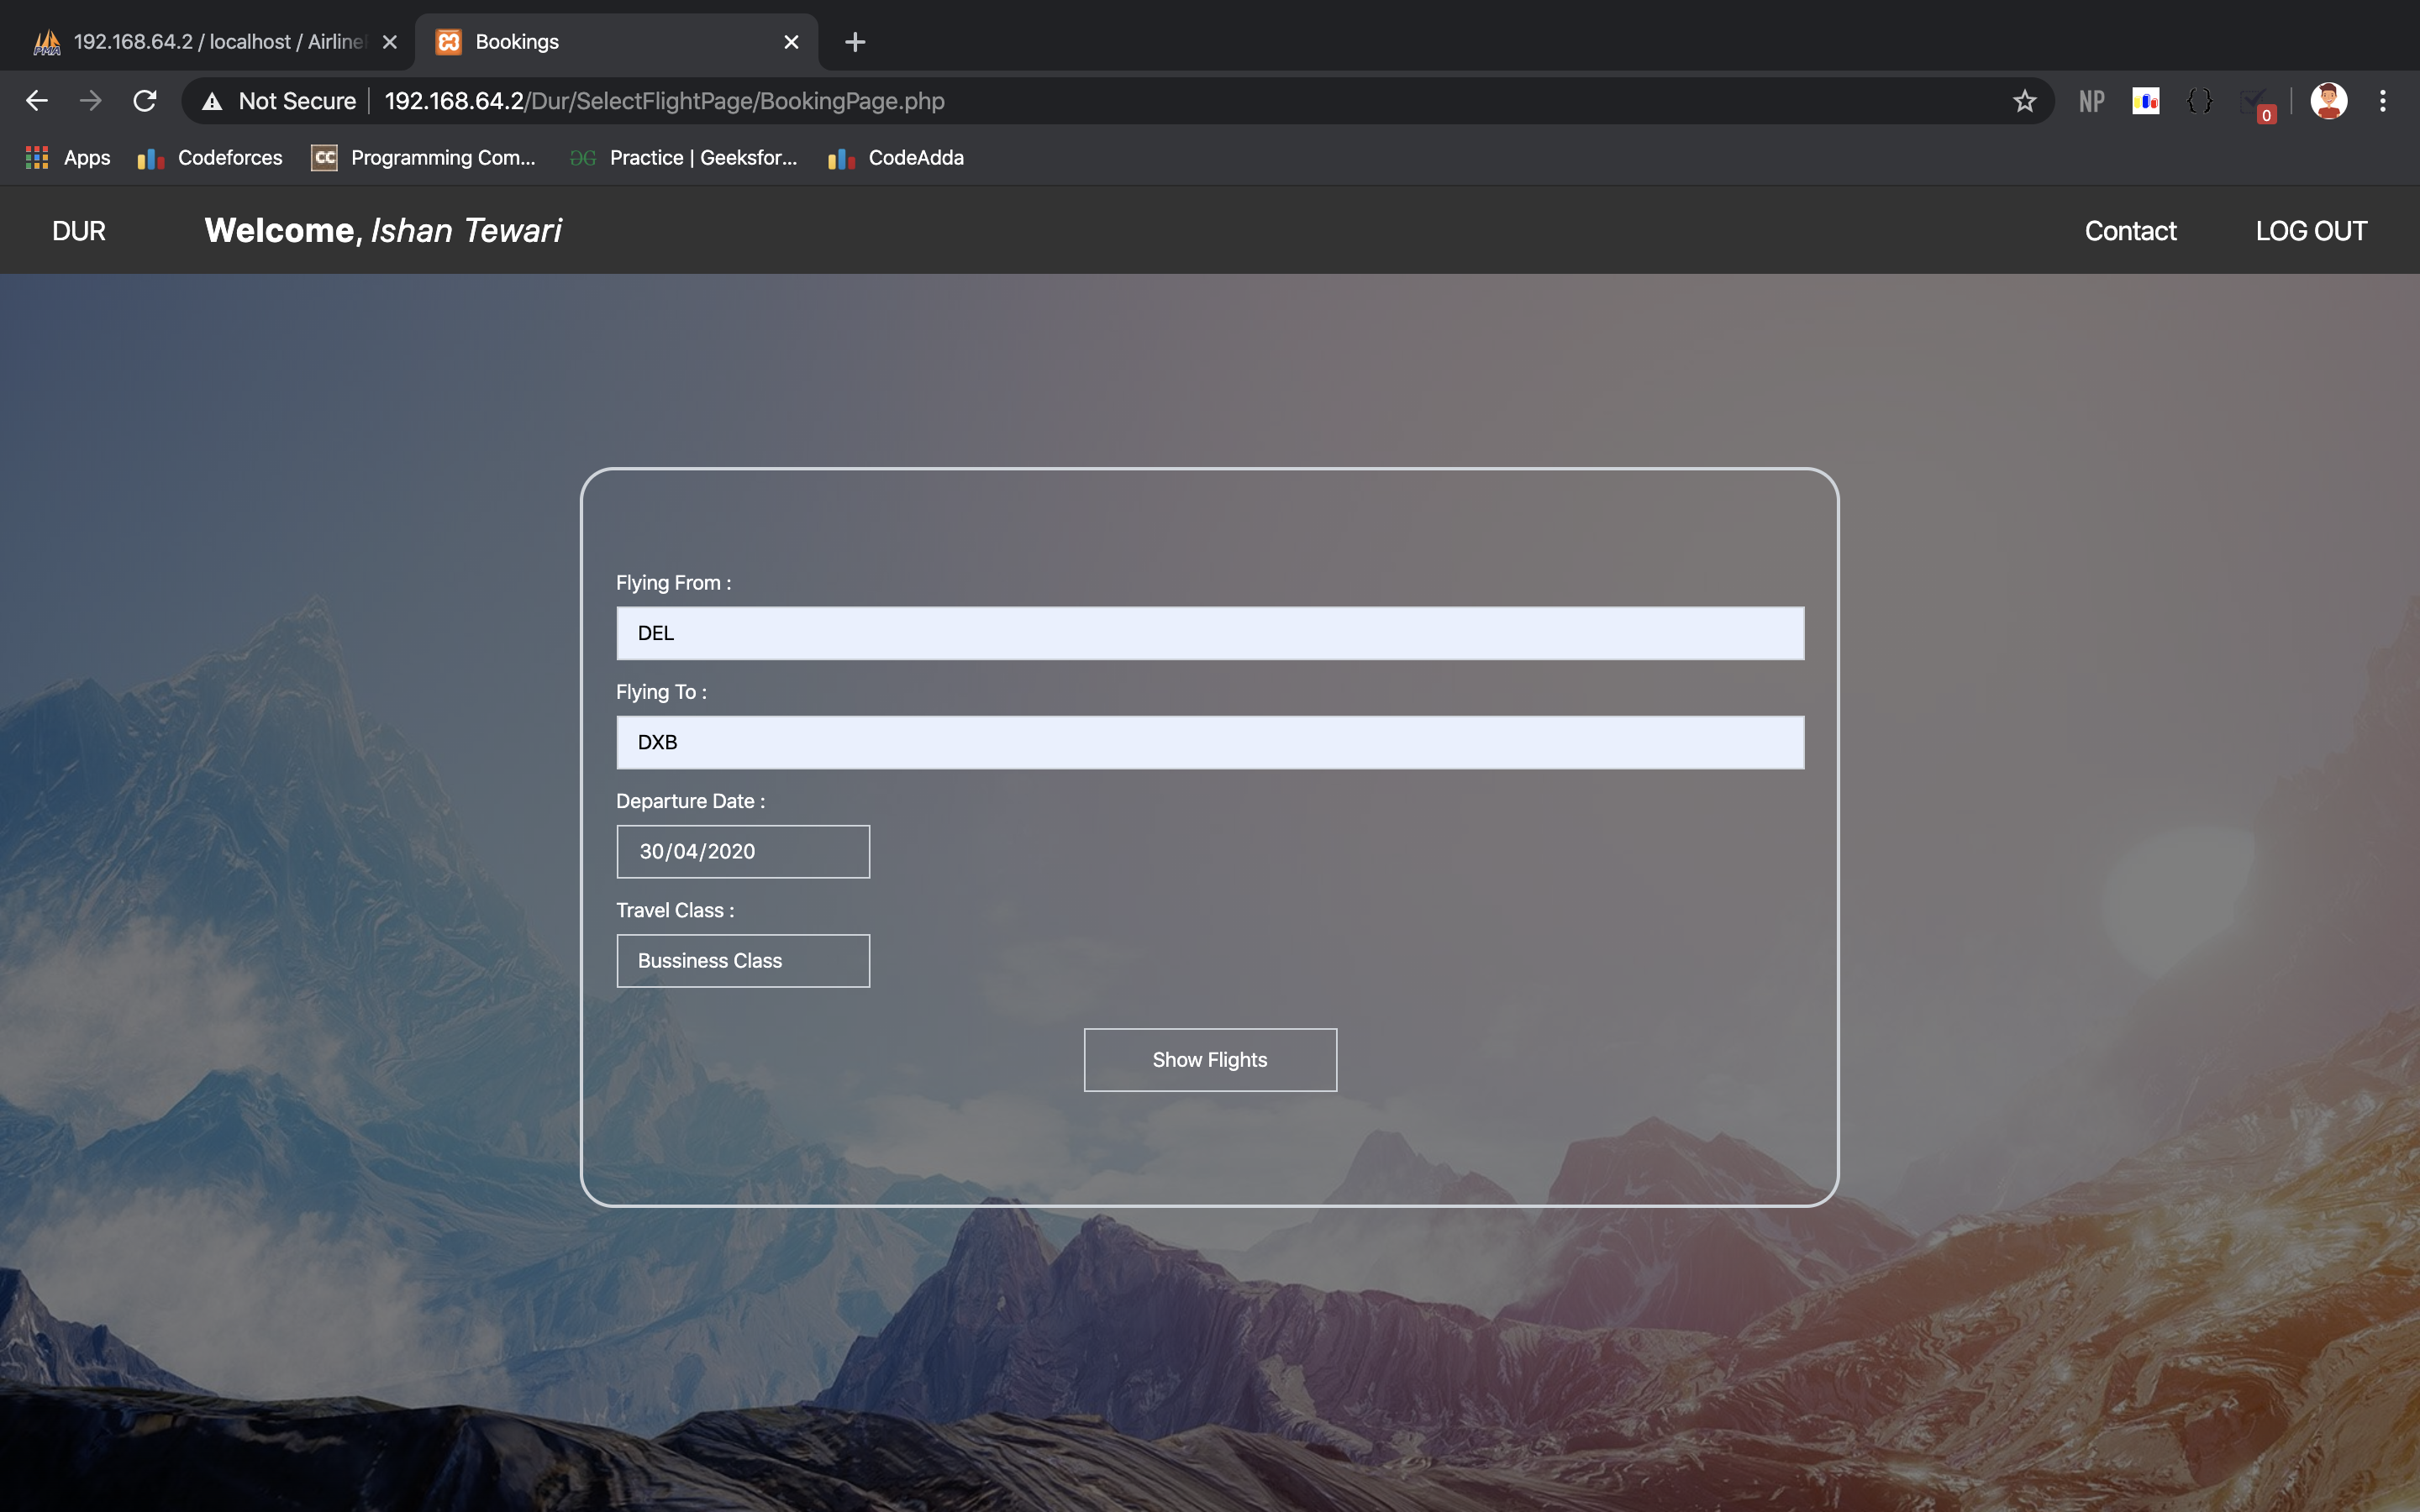 192.168.64.2 / localhost / Airline
Bookings
Not Secure 192.168.64.2/Dur/SelectFlightPage/BookingPage.php
NP
0
Apps Codeforces CC Programming Com... GG Practice | Geeksfor... CodeAdda
DUR Welcome, Ishan Tewari Contact LOG OUT
Flying From :
DEL
Flying To :
DXB
Departure Date :
30/04/2020
Travel Class :
Bussiness Class
Show Flights